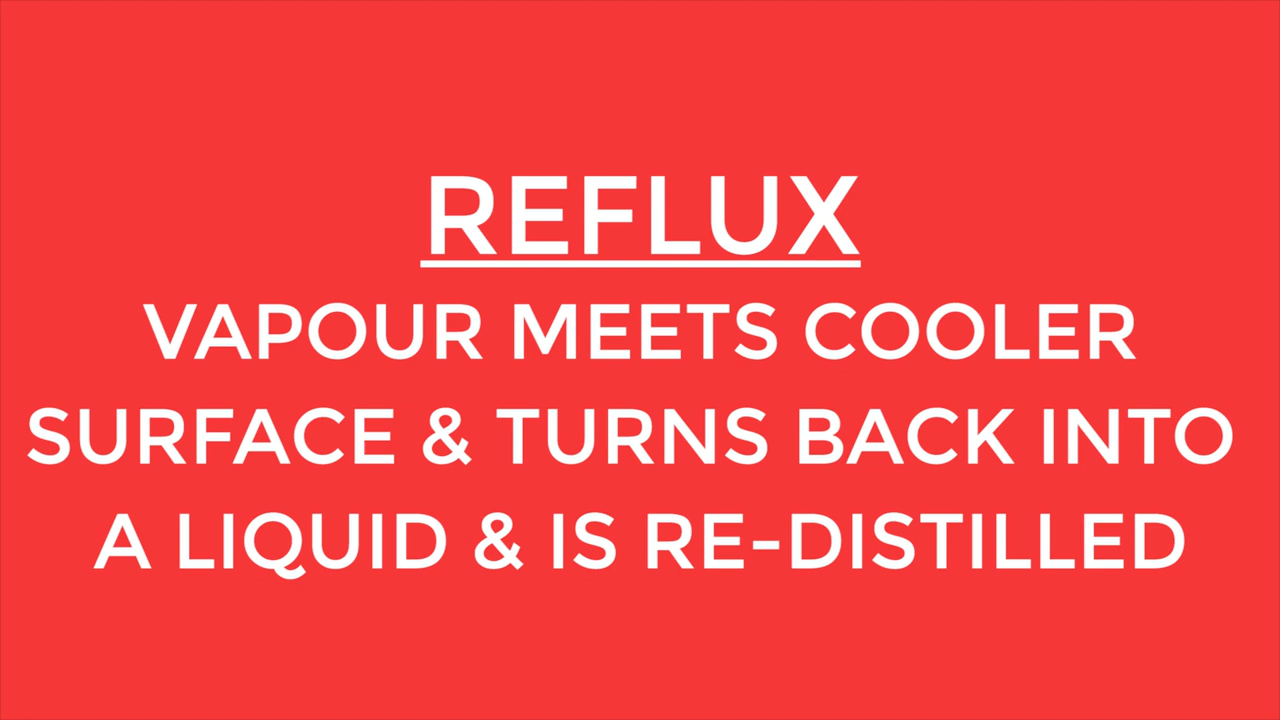 REFLUX
VAPOUR MEETS COOLER
SURFACE & TURNS BACK INTO
A LIQUID & IS RE-DISTILLED